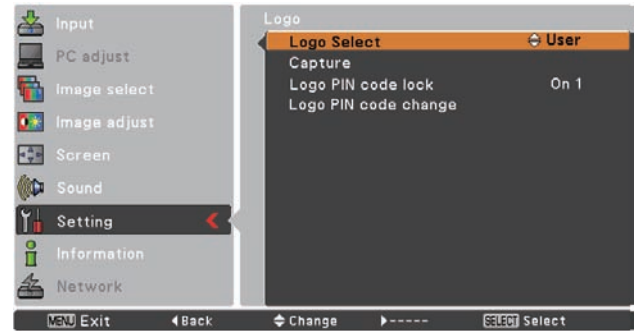 Input
PC adjust
Image select
Image adjust
Screen
Sound
Setting
Information
Network
Logo
Logo Select User
Capture
Logo PIN code lock On 1
Logo PIN code change
MENU Exit Back Change ----- SELECT Select